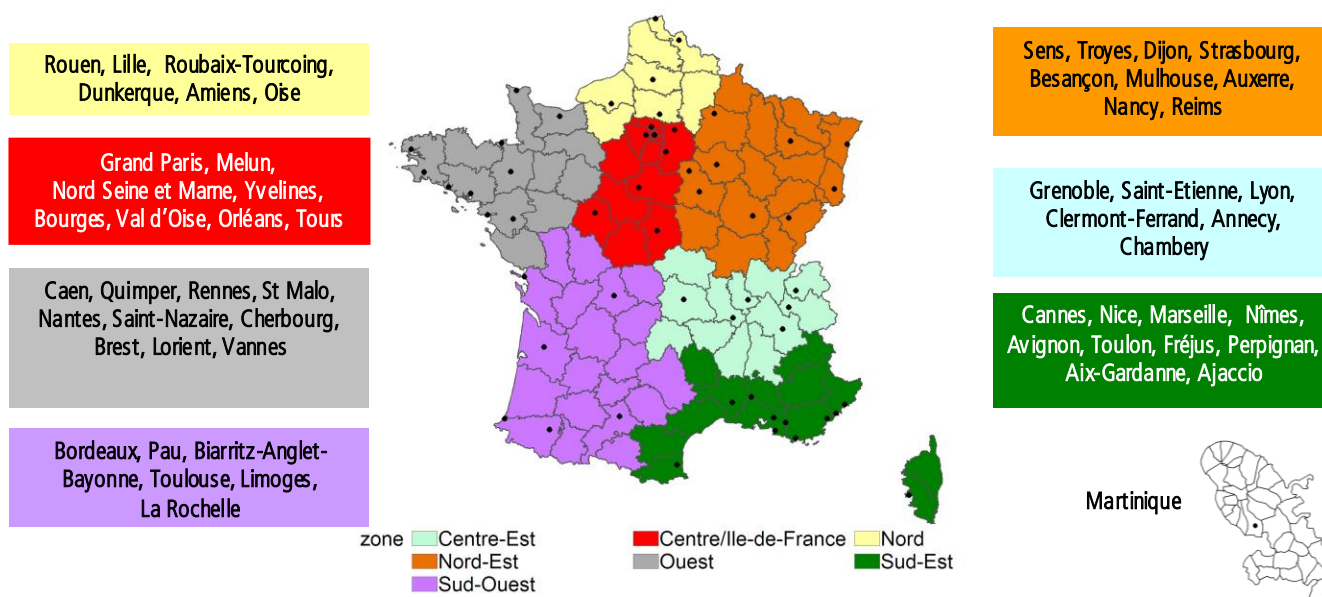 Rouen, Lille, Roubaix-Tourcoing,
Dunkerque, Amiens, Oise
Grand Paris, Melun,
Nord Seine et Marne, Yvelines,
Bourges, Val d'Oise, Orléans, Tours
Caen, Quimper, Rennes, St Malo,
Nantes, Saint-Nazaire, Cherbourg,
Brest, Lorient, Vannes
Bordeaux, Pau, Biarritz-Anglet-
Bayonne, Toulouse, Limoges,
La Rochelle
Sens, Troyes, Dijon, Strasbourg,
Besançon, Mulhouse, Auxerre,
Nancy, Reims
Grenoble, Saint-Etienne, Lyon,
Clermont-Ferrand, Annecy,
Chambery
Cannes, Nice, Marseille, Nîmes,
Avignon, Toulon, Fréjus, Perpignan,
Aix-Gardanne, Ajaccio
Martinique
zone Centre-Est Centre/Ile-de-France Nord
Nord-Est Ouest Sud-Est
Sud-Ouest